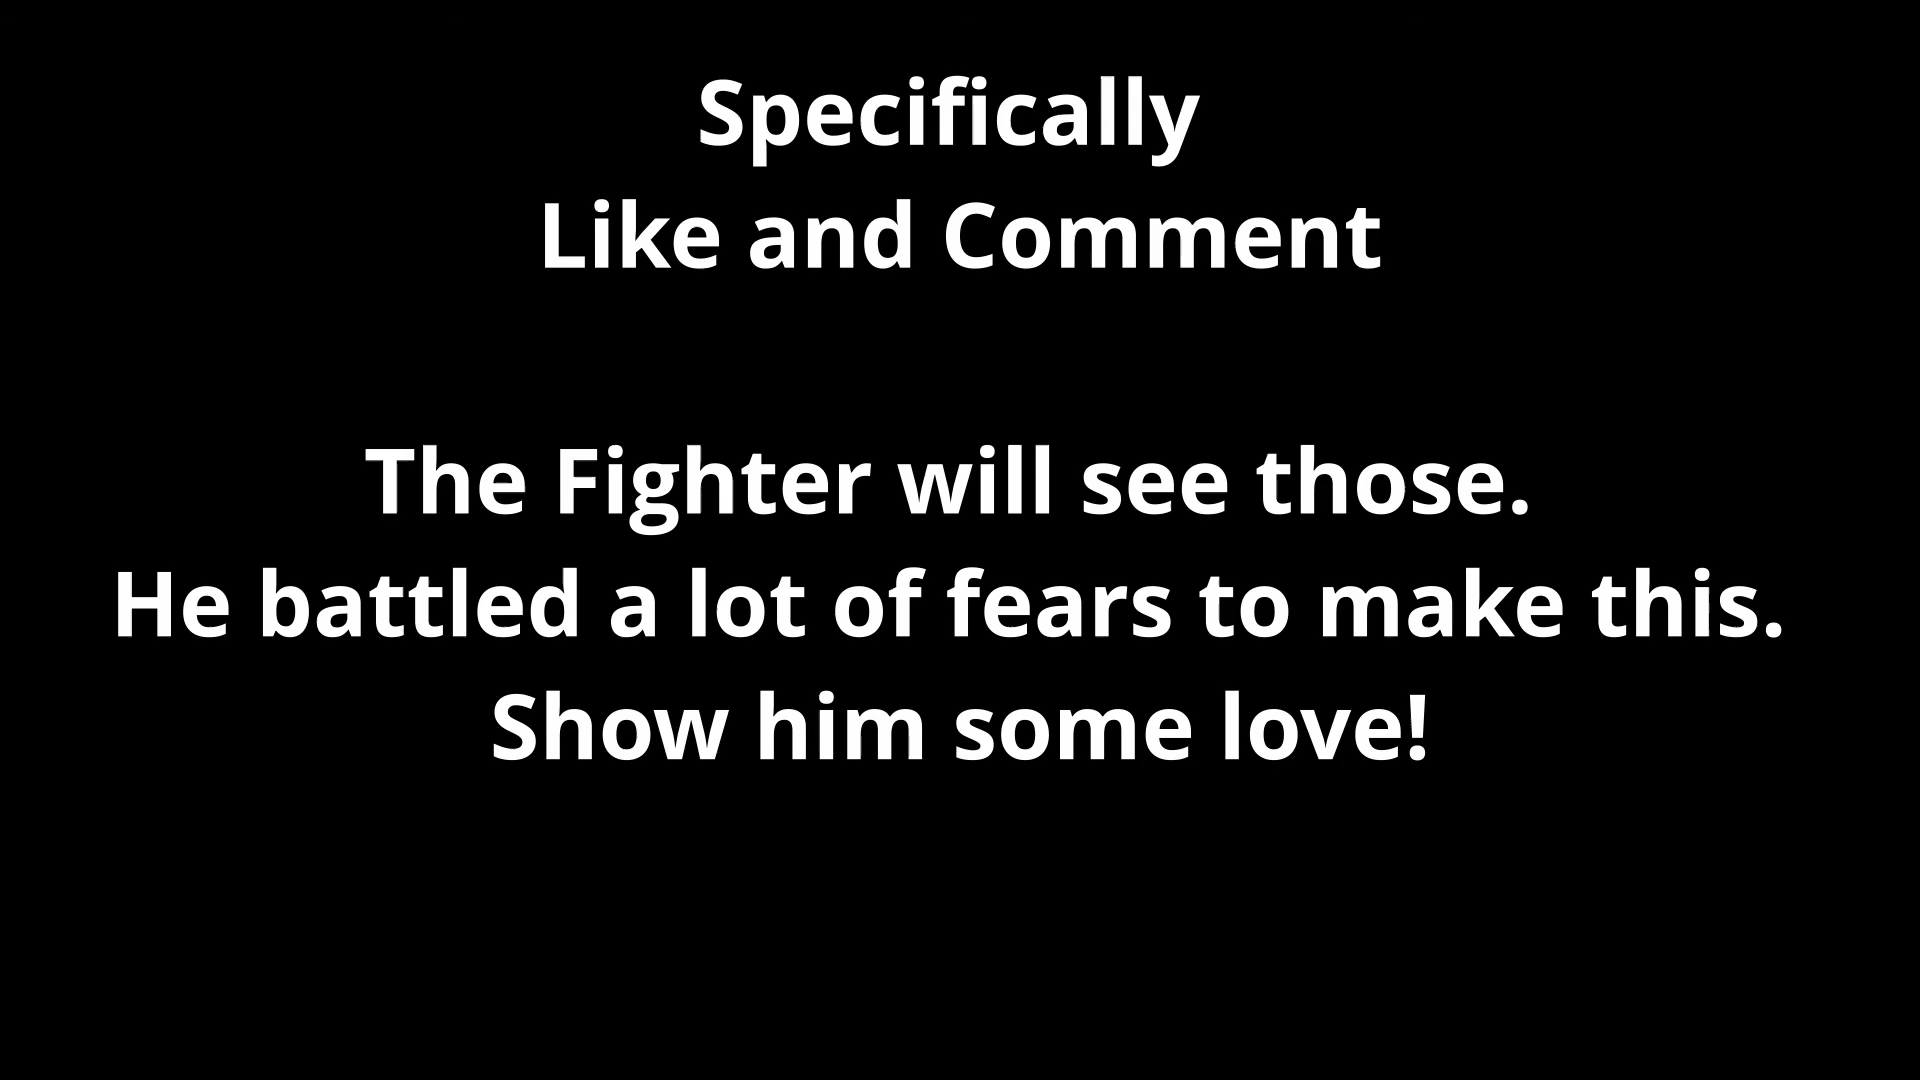 Specifically
Like and Comment
The Fighter will see those.
He battled a lot of fears to make this.
Show him some love!